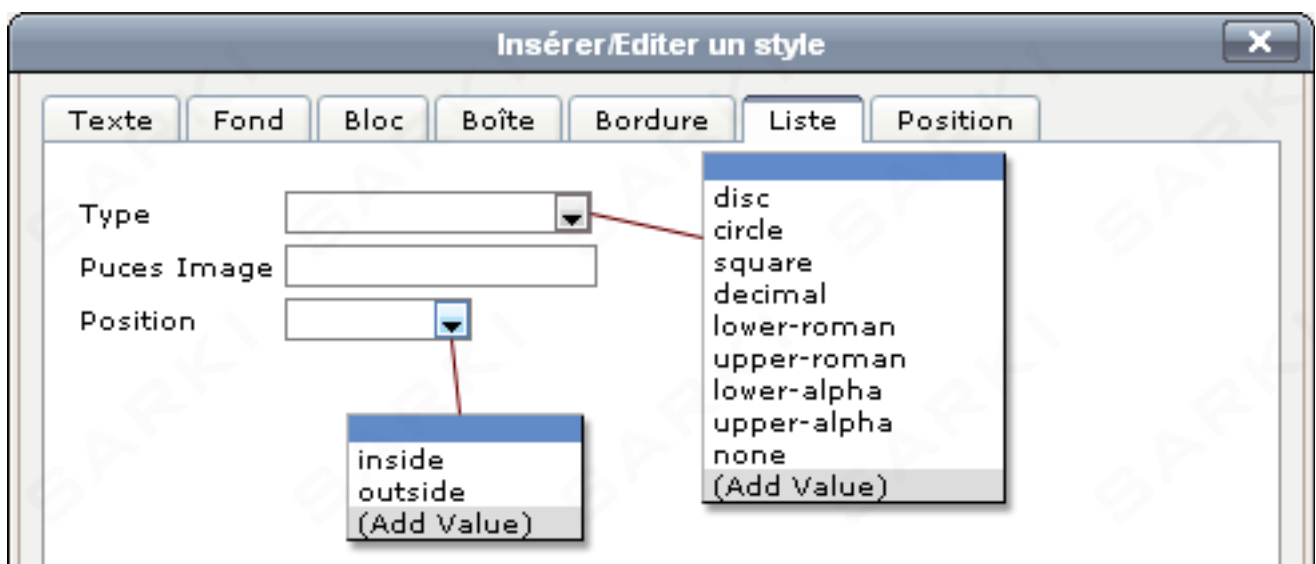 Insérer/Editer un style
Texte Fond Bloc Boîte Bordure Liste Position
Type
Puces Image
Position
disc
circle
square
decimal
lower-roman
upper-roman
lower-alpha
upper-alpha
none
(Add Value)
inside
outside
(Add Value)
SARKI